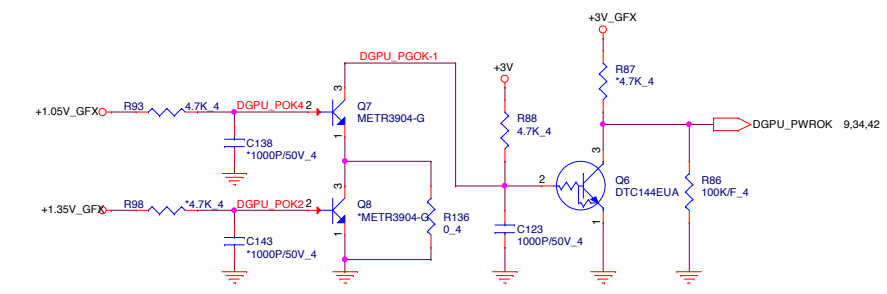 +3V_GFX
DGPU_PGOK-1
+3V
R87
*4.7K_4
+1.05V_GFX
R93
4.7K_4
DGPU_POK4
2
3
1
Q7
METR3904-G
C138
*1000P/50V_4
R88
4.7K_4
DGPU_PWROK 9,34,42
2
3
1
Q6
DTC144EUA
R86
100K/F_4
+1.35V_GFX
R98
*4.7K_4
DGPU_POK2
2
3
1
Q8
*METR3904-G
R136
0_4
C143
*1000P/50V_4
C123
1000P/50V_4